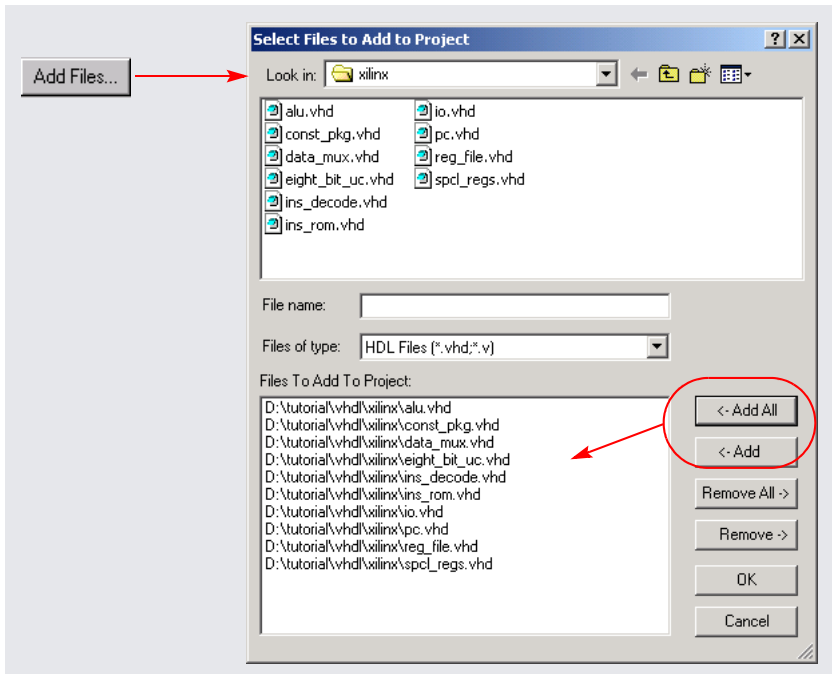 Add Files...
Select Files to Add to Project
Look in: xilinx
alu.vhd
const_pkg.vhd
data_mux.vhd
eight_bit_uc.vhd
ins_decode.vhd
ins_rom.vhd
io.vhd
pc.vhd
reg_file.vhd
spcl_regs.vhd
File name:
Files of type: HDL Files (*.vhd;*.v)
Files To Add To Project:
D:\tutorial\vhdl\xilinx\alu.vhd
D:\tutorial\vhdl\xilinx\const_pkg.vhd
D:\tutorial\vhdl\xilinx\data_mux.vhd
D:\tutorial\vhdl\xilinx\eight_bit_uc.vhd
D:\tutorial\vhdl\xilinx\ins_decode.vhd
D:\tutorial\vhdl\xilinx\ins_rom.vhd
D:\tutorial\vhdl\xilinx\io.vhd
D:\tutorial\vhdl\xilinx\pc.vhd
D:\tutorial\vhdl\xilinx\reg_file.vhd
D:\tutorial\vhdl\xilinx\spcl_regs.vhd
<- Add All
<- Add
Remove All ->
Remove ->
OK
Cancel